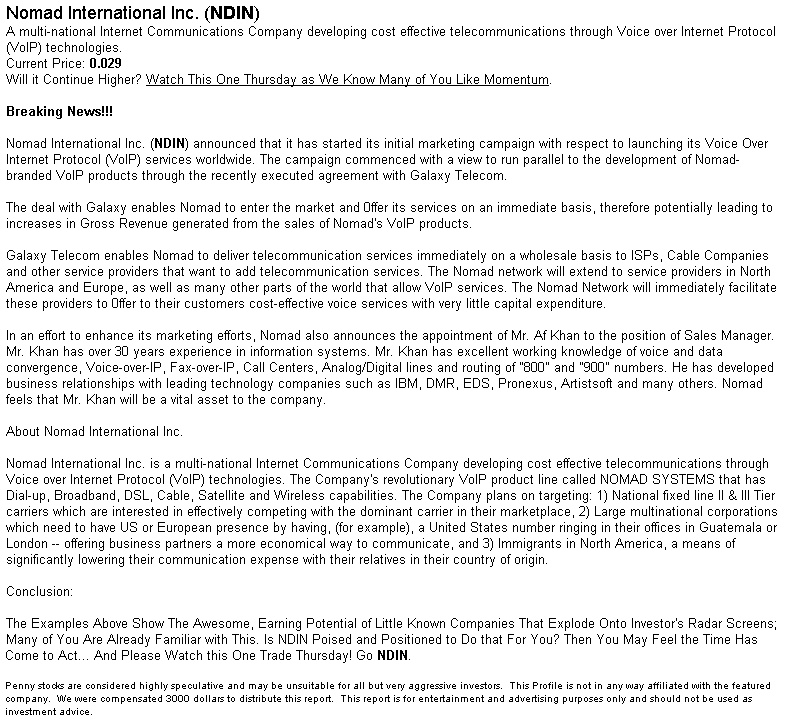 Nomad International Inc. (NDIN)
A multi-national Internet Communications Company developing cost effective telecommunications through Voice over Internet Protocol
(VoIP) technologies.
Current Price: 0.029
Will it Continue Higher? Watch This One Thursday as We Know Many of You Like Momentum.
Breaking News!!!
Nomad International Inc. (NDIN) announced that it has started its initial marketing campaign with respect to launching its Voice Over
Internet Protocol (VoIP) services worldwide. The campaign commenced with a view to run parallel to the development of Nomad-
branded VoIP products through the recently executed agreement with Galaxy Telecom.
The deal with Galaxy enables Nomad to enter the market and 0ffer its services on an immediate basis, therefore potentially leading to
increases in Gross Revenue generated from the sales of Nomad's VoIP products.
Galaxy Telecom enables Nomad to deliver telecommunication services immediately on a wholesale basis to ISPs, Cable Companies
and other service providers that want to add telecommunication services. The Nomad network will extend to service providers in North
America and Europe, as well as many other parts of the world that allow VoIP services. The Nomad Network will immediately facilitate
these providers to 0ffer to their customers cost-effective voice services with very little capital expenditure.
In an effort to enhance its marketing efforts, Nomad also announces the appointment of Mr. Af Khan to the position of Sales Manager.
Mr. Khan has over 30 years experience in information systems. Mr. Khan has excellent working knowledge of voice and data
convergence, Voice-over-IP, Fax-over-IP, Call Centers, Analog/Digital lines and routing of "800" and "900" numbers. He has developed
business relationships with leading technology companies such as IBM, DMR, EDS, Pronexus, Artistsoft and many others. Nomad
feels that Mr. Khan will be a vital asset to the company.
About Nomad International Inc.
Nomad International Inc. is a multi-national Internet Communications Company developing cost effective telecommunications through
Voice over Internet Protocol (VoIP) technologies. The Company's revolutionary VoIP product line called NOMAD SYSTEMS that has
Dial-up, Broadband, DSL, Cable, Satellite and Wireless capabilities. The Company plans on targeting: 1) National fixed line II & III Tier
carriers which are interested in effectively competing with the dominant carrier in their marketplace, 2) Large multinational corporations
which need to have US or European presence by having, (for example), a United States number ringing in their offices in Guatemala or
London -- offering business partners a more economical way to communicate, and 3) Immigrants in North America, a means of
significantly lowering their communication expense with their relatives in their country of origin.
Conclusion:
The Examples Above Show The Awesome, Earning Potential of Little Known Companies That Explode Onto Investor's Radar Screens;
Many of You Are Already Familiar with This. Is NDIN Poised and Positioned to Do that For You? Then You May Feel the Time Has
Come to Act... And Please Watch this One Trade Thursday! Go NDIN.
Penny stocks are considered highly speculative and may be unsuitable for all but very aggressive investors. This Profile is not in any way affiliated with the featured
company. We were compensated 3000 dollars to distribute this report. This report is for entertainment and advertising purposes only and should not be used as
investment advice.